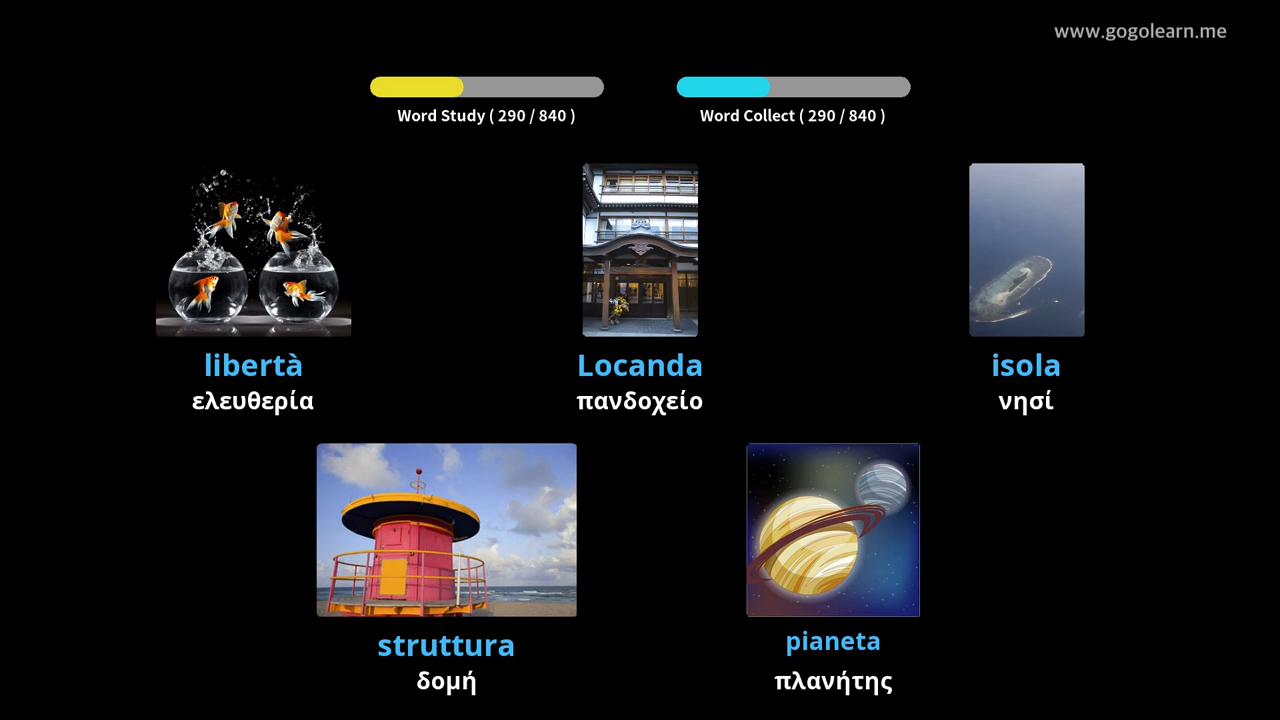 www.gogolearn.me
Word Study ( 290 / 840 )
Word Collect ( 290 / 840 )
libertà
ελευθερία
Locanda
πανδοχείο
isola
νησί
struttura
δομή
pianeta
πλανήτης